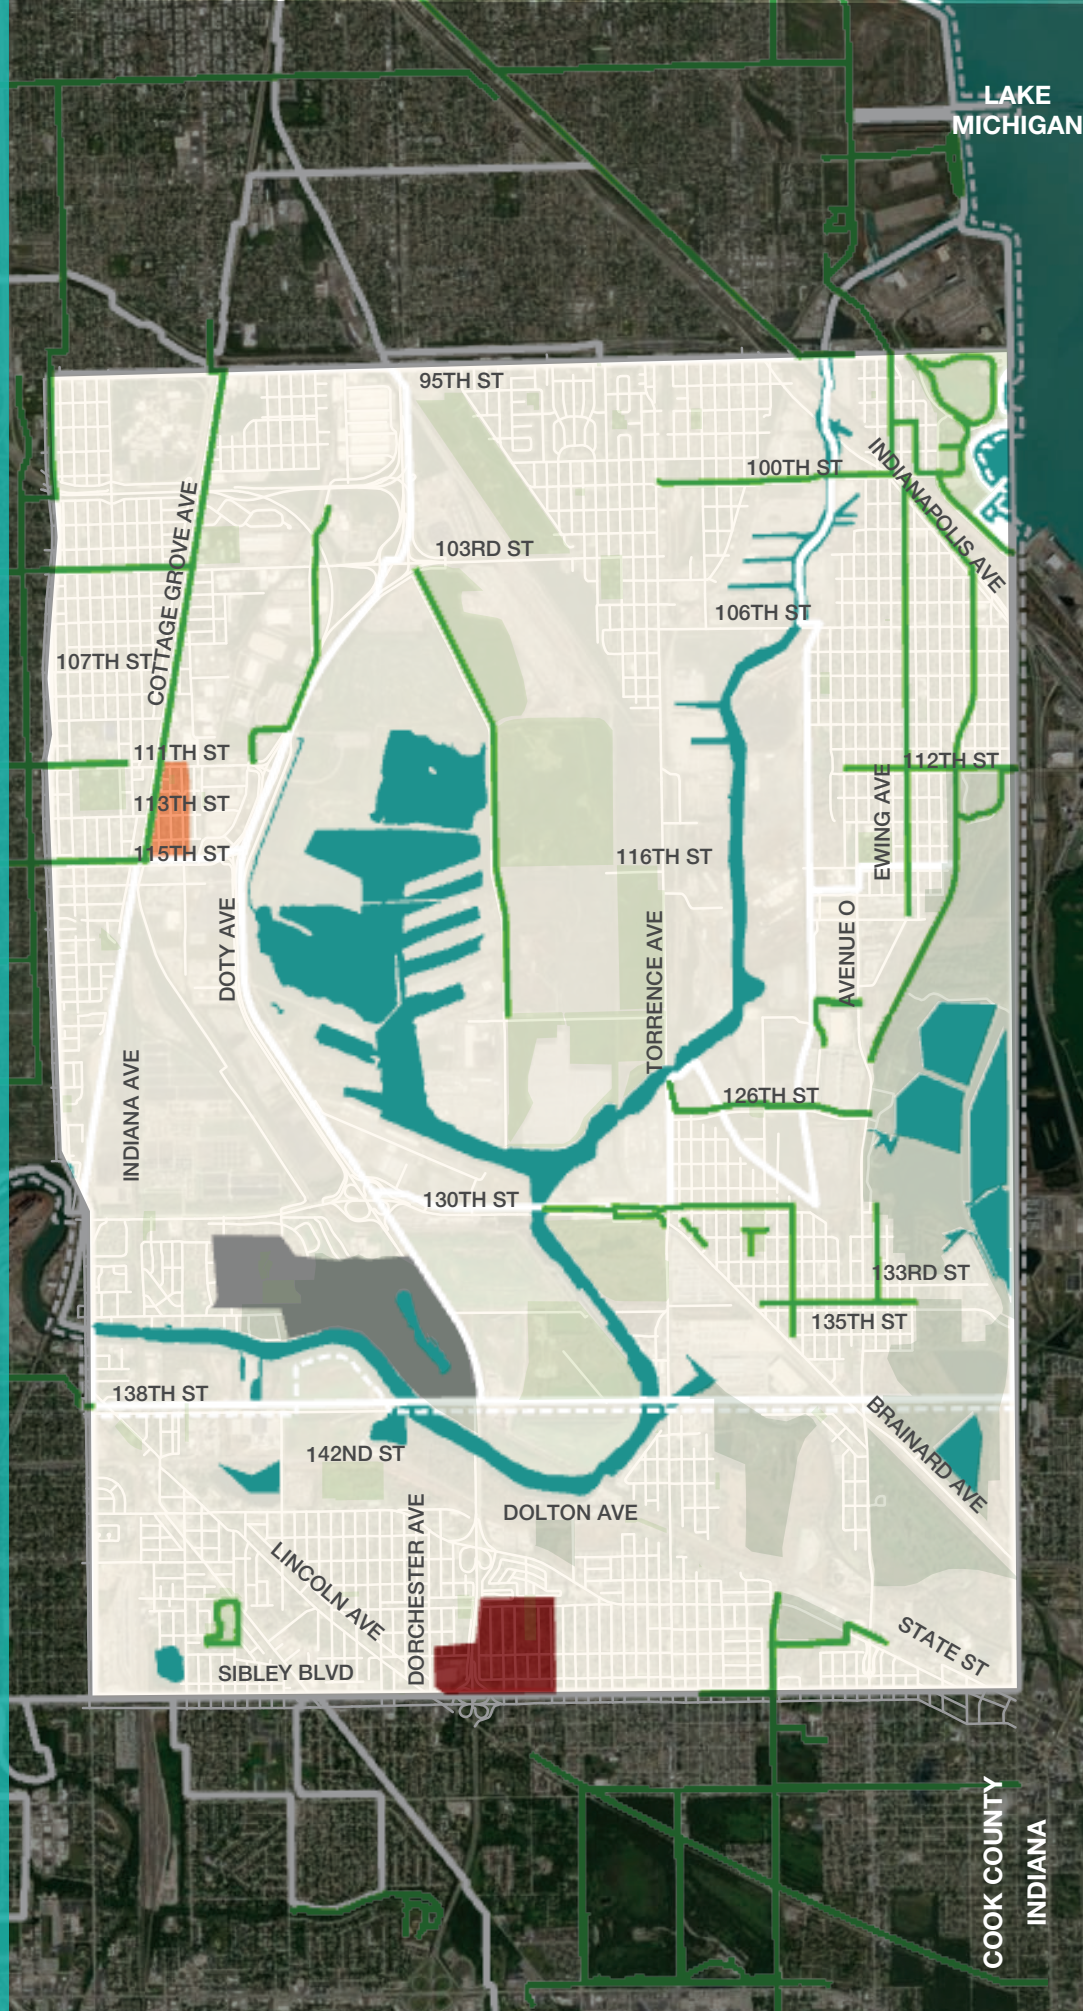 LAKE
MICHIGAN
95TH ST
100TH ST
INDIANAPOLIS AVE
103RD ST
COTTAGE GROVE AVE
106TH ST
107TH ST
111TH ST
112TH ST
113TH ST
EWING AVE
115TH ST
116TH ST
DOTY AVE
TORRENCE AVE
AVENUE O
INDIANA AVE
126TH ST
130TH ST
133RD ST
135TH ST
138TH ST
BRAINARD AVE
142ND ST
DOLTON AVE
LINCOLN AVE
DORCHESTER AVE
STATE ST
SIBLEY BLVD
COOK COUNTY
INDIANA